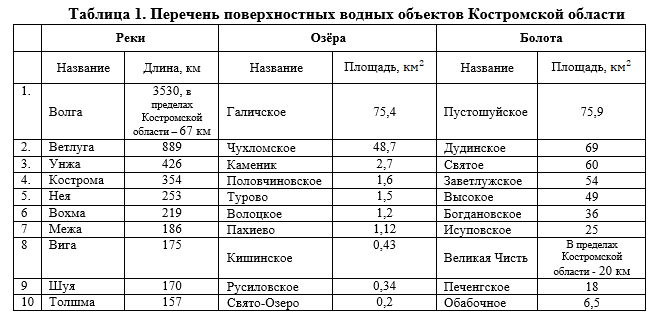 Таблица 1. Перечень поверхностных водных объектов Костромской области
Реки Озёра Болота
Название Длина, км Название Площадь, км² Название Площадь, км²
1. Волга 3530, в пределах Костромской области – 67 км Галичское 75,4 Пустошуйское 75,9
2. Ветлуга 889 Чухломское 48,7 Дудинское 69
3. Унжа 426 Каменик 2,7 Святое 60
4. Кострома 354 Половчиновское 1,6 Заветлужское 54
5. Нея 253 Турово 1,5 Высокое 49
6 Вохма 219 Волоцкое 1,2 Богдановское 36
7 Межа 186 Пахиево 1,12 Исуповское 25
8 Вига 175 Кишинское 0,43 Великая Чисть В пределах Костромской области - 20 км
9 Шуя 170 Русиловское 0,34 Печенгское 18
10 Толшма 157 Свято-Озеро 0,2 Обабочное 6,5